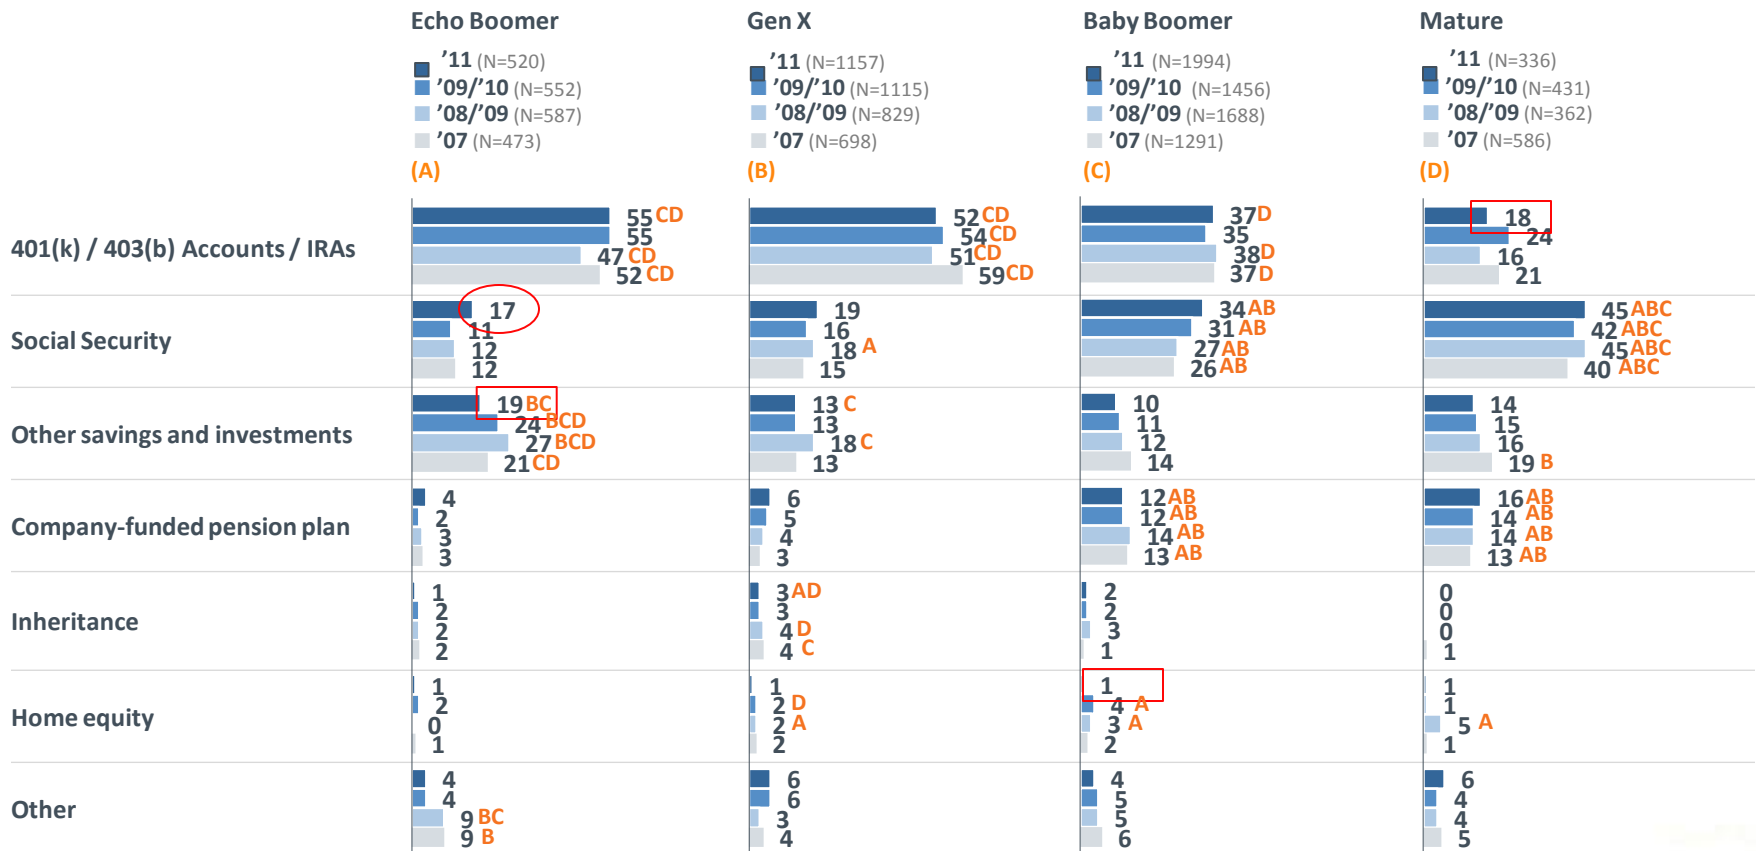 Echo Boomer
Gen X
Baby Boomer
Mature
’11 (N=520)
’09/’10 (N=552)
’08/’09 (N=587)
’07 (N=473)
(A)
’11 (N=1157)
’09/’10 (N=1115)
’08/’09 (N=829)
’07 (N=698)
(B)
’11 (N=1994)
’09/’10 (N=1456)
’08/’09 (N=1688)
’07 (N=1291)
(C)
’11 (N=336)
’09/’10 (N=431)
’08/’09 (N=362)
’07 (N=586)
(D)
401(k) / 403(b) Accounts / IRAs
55 CD
55
47 CD
52 CD
52 CD
54 CD
51 CD
59 CD
37 D
35
38 D
37 D
18
24
16
21
Social Security
17
11
12
12
19
16
18 A
15
34 AB
31 AB
27 AB
26 AB
45 ABC
42 ABC
45 ABC
40 ABC
Other savings and investments
19 BC
24 BCD
27 BCD
21 CD
13 C
13
18 C
13
10
11
12
14
14
15
16
19 B
Company-funded pension plan
4
2
3
3
6
5
4
3
12 AB
12 AB
14 AB
13 AB
16 AB
14 AB
14 AB
13 AB
Inheritance
1
2
2
2
3 AD
3
4 D
4 C
2
2
3
1
0
0
0
1
Home equity
1
2
0
1
1
2 D
2 A
2
1
4 A
3 A
2
1
1
5 A
1
Other
4
4
9 BC
9 B
6
6
3
4
4
5
5
6
6
4
4
5